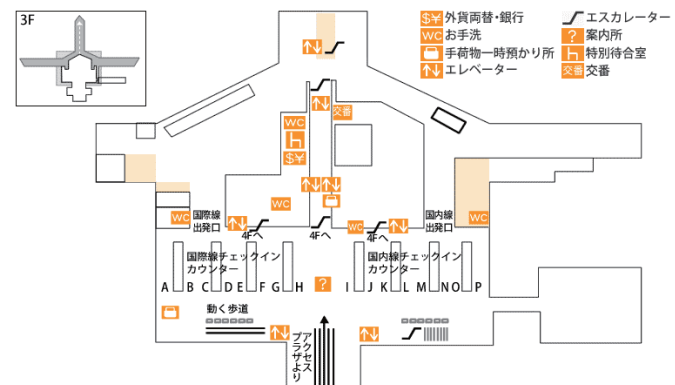 3F
$¥ 外貨両替・銀行
WC お手洗
手荷物一時預かり所
エレベーター
エスカレーター
? 案内所
特別待合室
交番 交番
交番
WC
$¥
WC
WC
国際線
出発口
4Fへ
4Fへ
WC
4Fへ
国内線
出発口
WC
国際線チェックイン
カウンター
国内線チェックイン
カウンター
A B C D E F G H ? I J K L M N O P
動く歩道
アクセス
プラザより